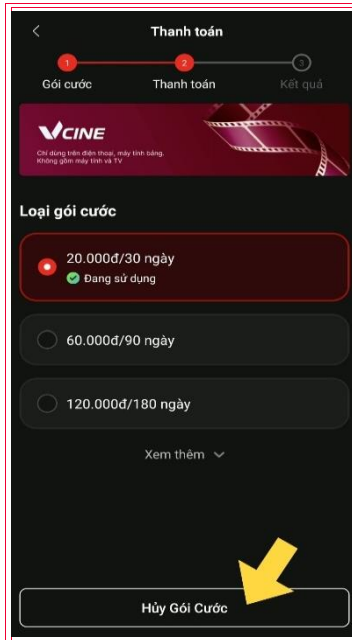 Thanh toán
1
2
3
Gói cước
Thanh toán
Kết quả
VCINE
Chỉ dùng trên điện thoại, máy tính bảng.
Không gồm máy tính và TV
Loại gói cước
20.000đ/30 ngày
Đang sử dụng
60.000đ/90 ngày
120.000đ/180 ngày
Xem thêm
Hủy Gói Cước